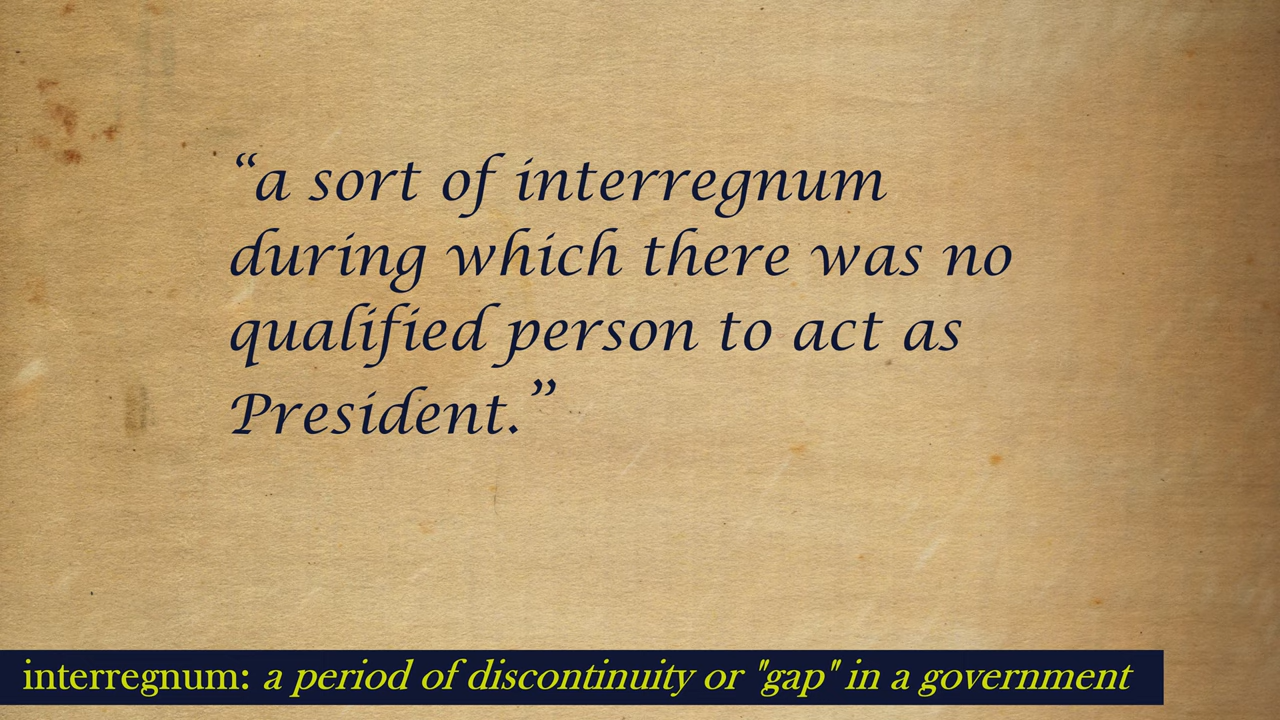 “a sort of interregnum
during which there was no
qualified person to act as
President.”
interregnum: a period of discontinuity or "gap" in a government